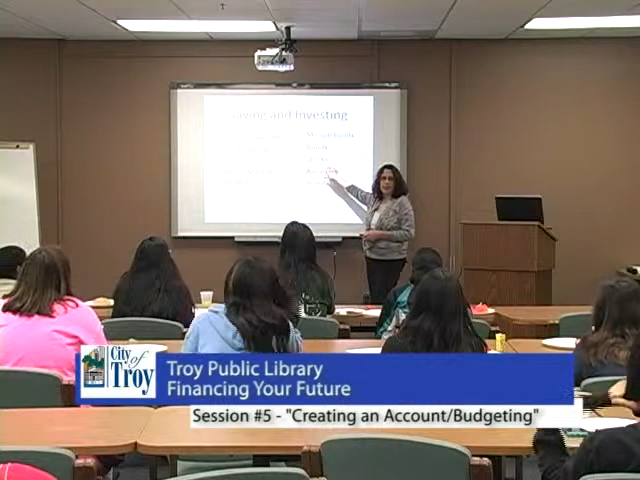 Saving and Investing
City of
Troy
Troy Public Library
Financing Your Future
Session #5 - "Creating an Account/Budgeting"